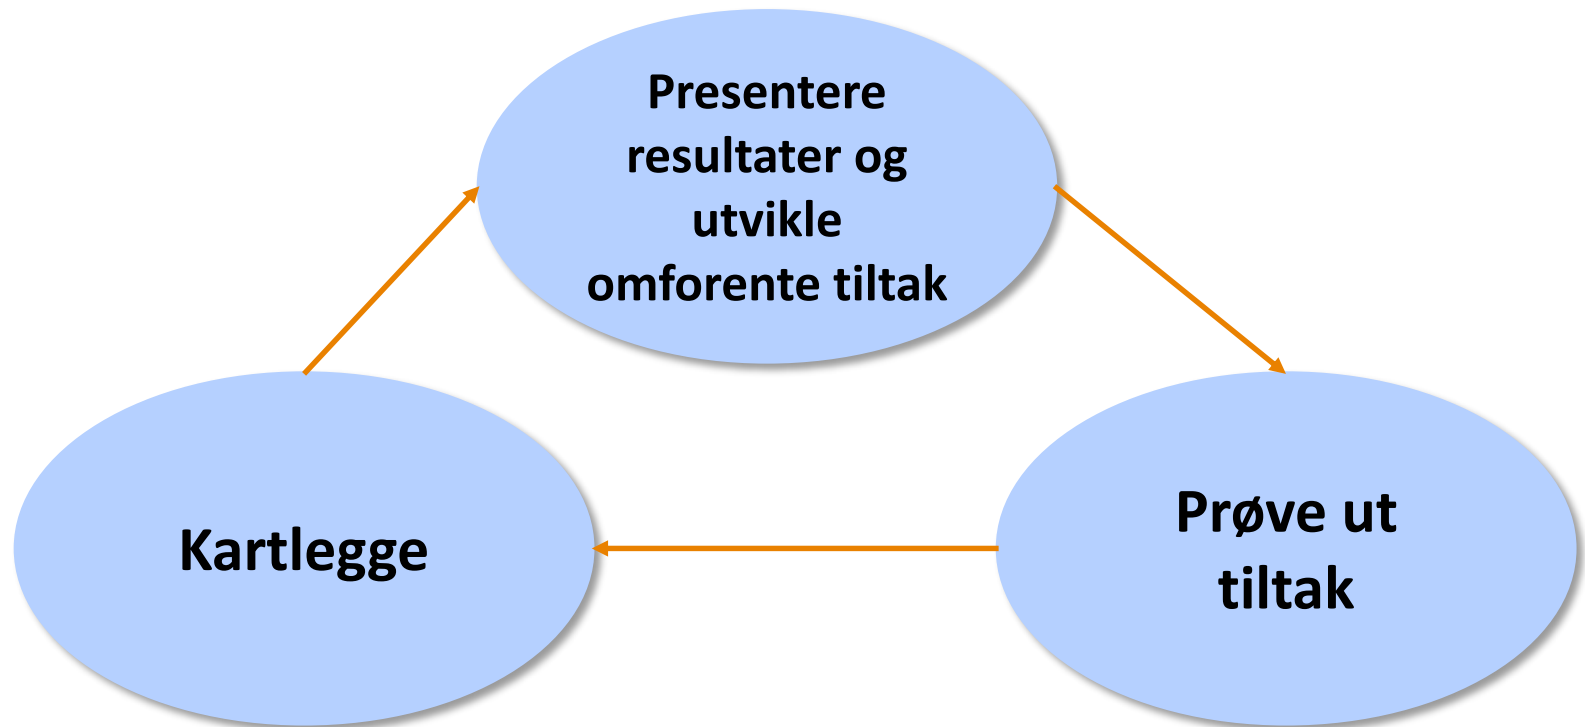 Presentere
resultater og
utvikle
omforente tiltak
Kartlegge
Prøve ut
tiltak